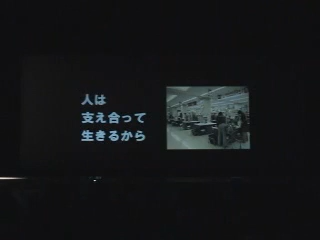 人は
支え合って
生きるから